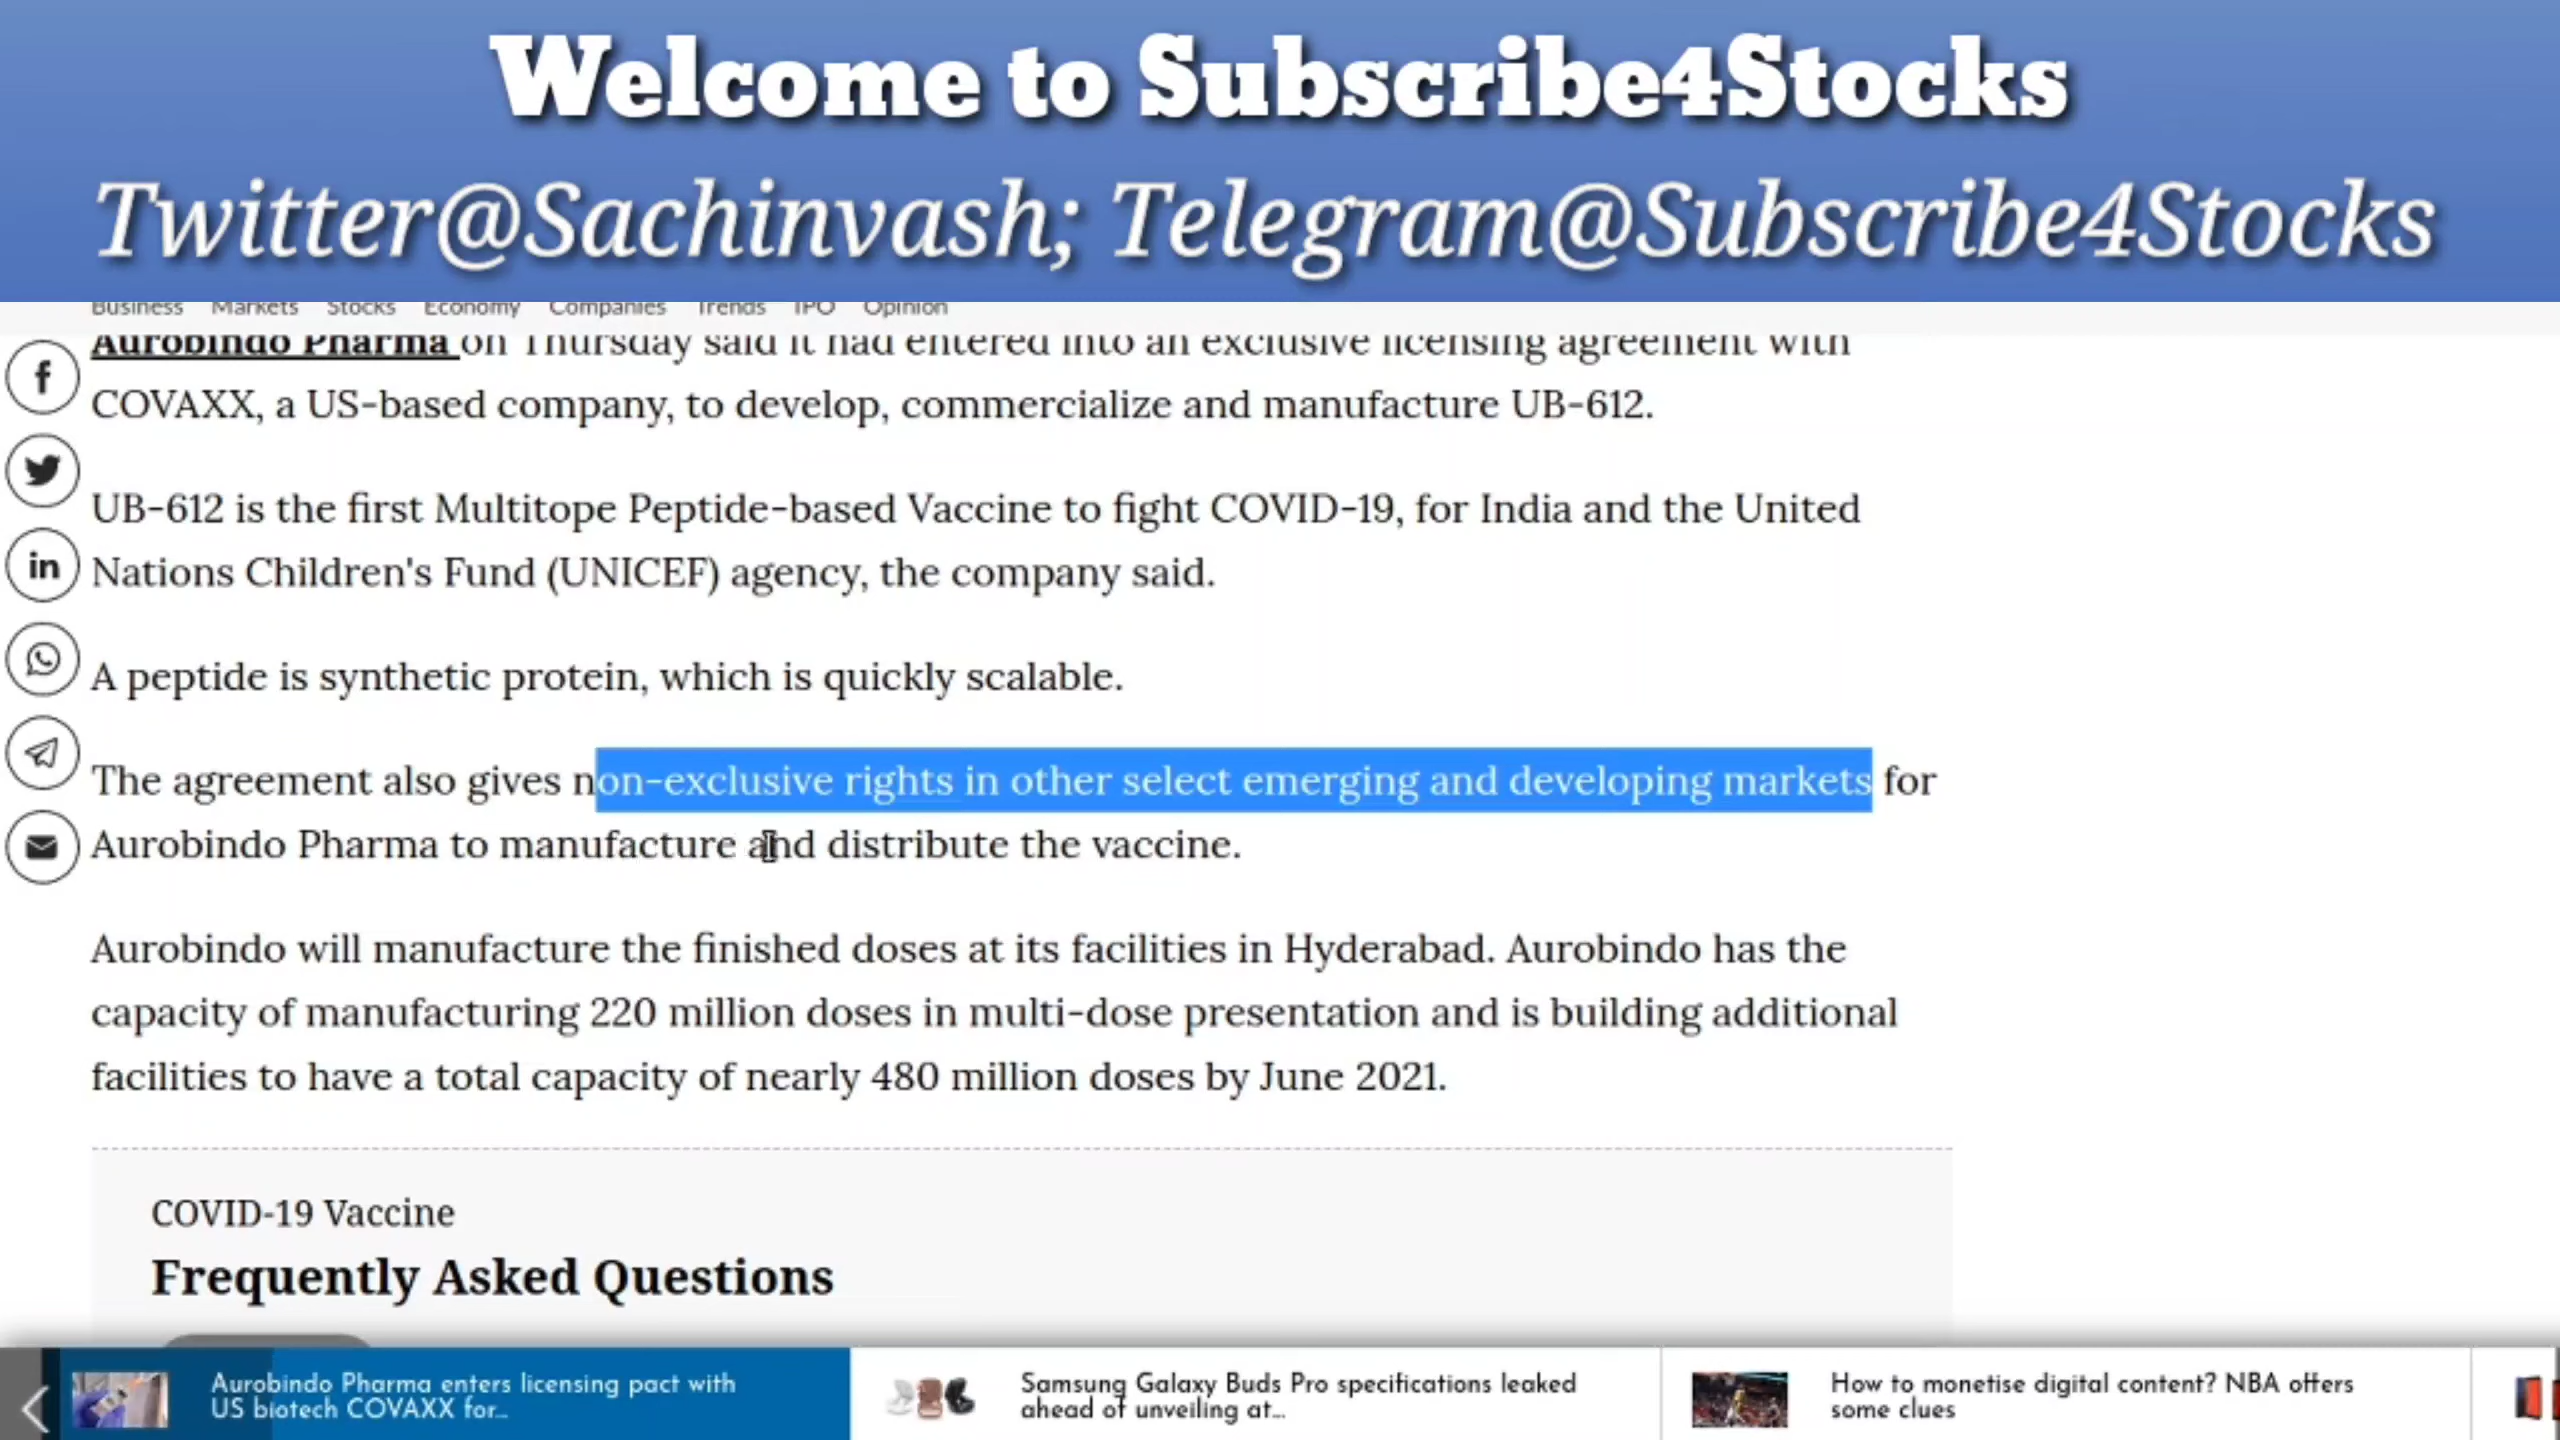 Welcome to Subscribe4Stocks
Twitter@Sachinvash; Telegram@Subscribe4Stocks
Business Markets Stocks Economy Companies Trends IPO Opinion
Aurobindo Pharma on Thursday said it had entered into an exclusive licensing agreement with
COVAXX, a US-based company, to develop, commercialize and manufacture UB-612.
UB-612 is the first Multitope Peptide-based Vaccine to fight COVID-19, for India and the United
Nations Children's Fund (UNICEF) agency, the company said.
A peptide is synthetic protein, which is quickly scalable.
The agreement also gives non-exclusive rights in other select emerging and developing markets for
Aurobindo Pharma to manufacture and distribute the vaccine.
Aurobindo will manufacture the finished doses at its facilities in Hyderabad. Aurobindo has the
capacity of manufacturing 220 million doses in multi-dose presentation and is building additional
facilities to have a total capacity of nearly 480 million doses by June 2021.
COVID-19 Vaccine
Frequently Asked Questions
Aurobindo Pharma enters licensing pact with
US biotech COVAXX for...
Samsung Galaxy Buds Pro specifications leaked
ahead of unveiling at...
How to monetise digital content? NBA offers
some clues